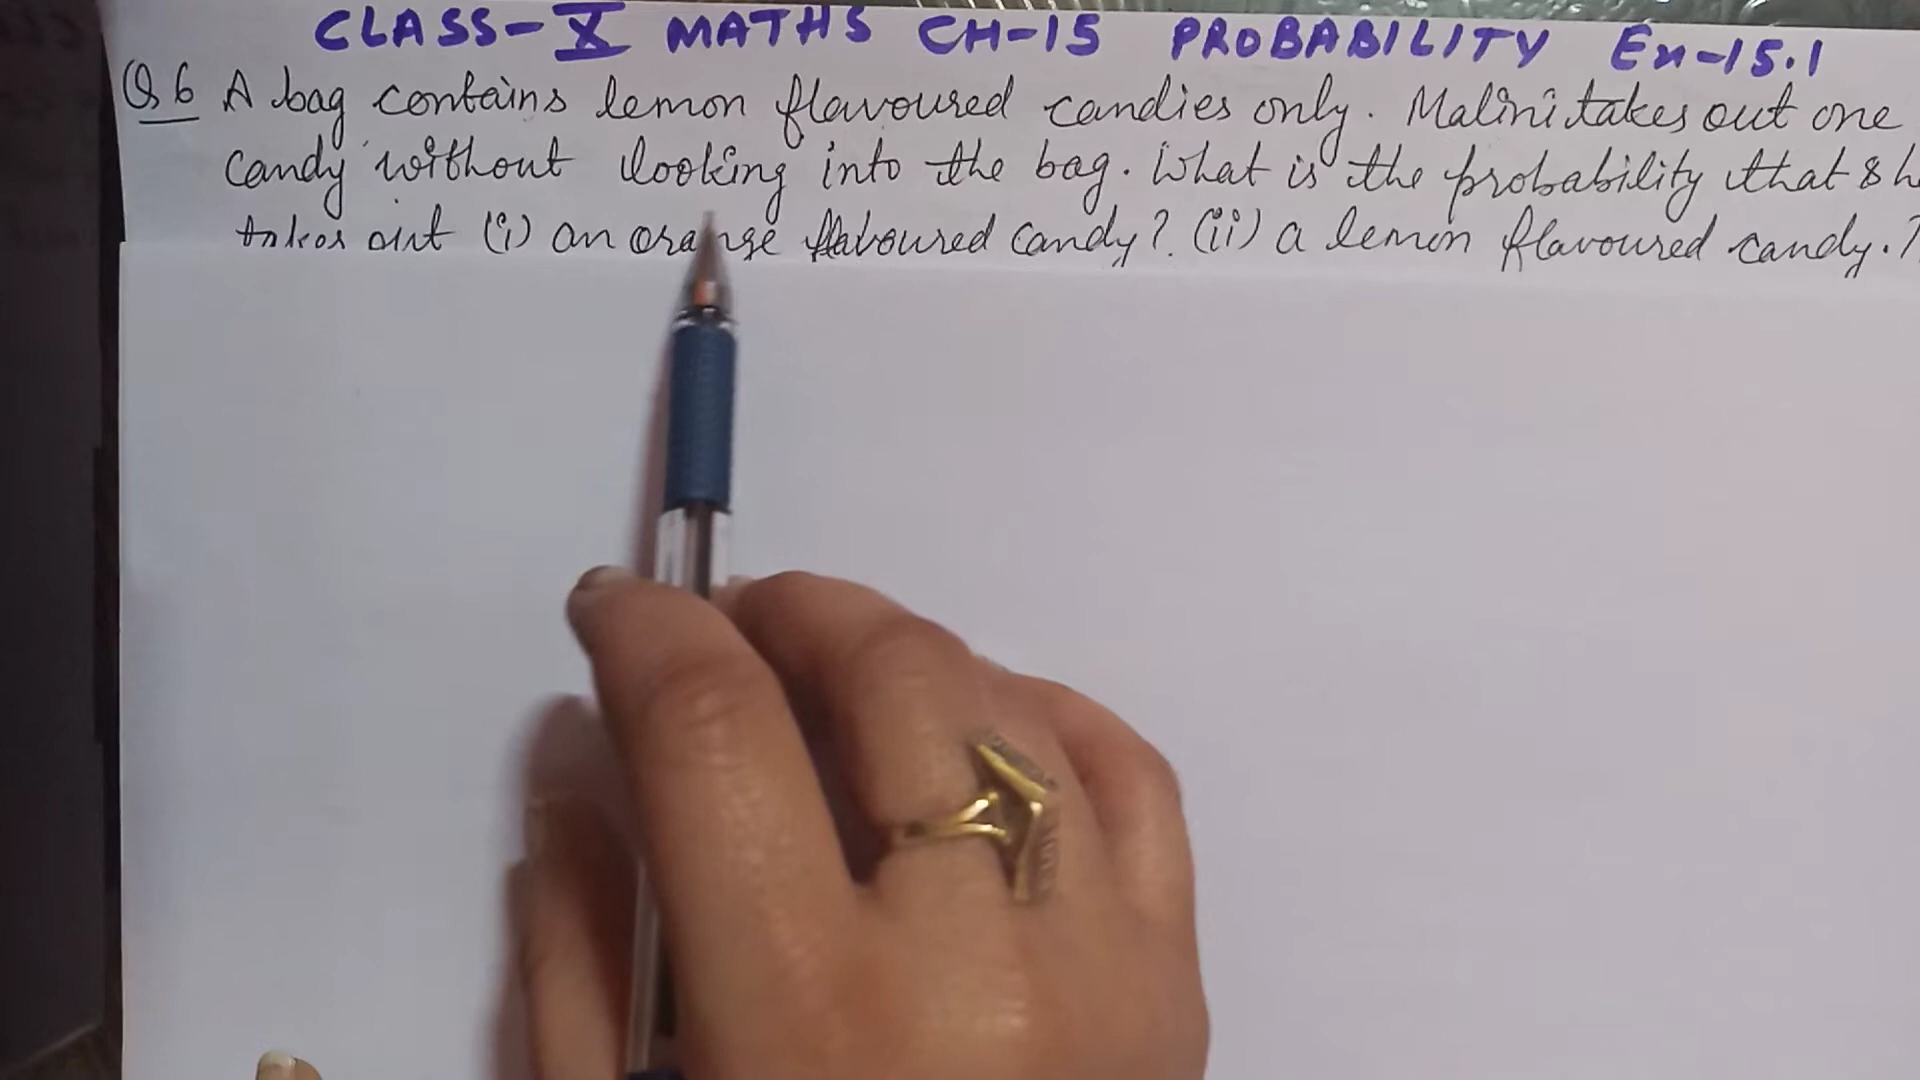 CLASS-X MATHS CH-15 PROBABILITY Ex-15.1
Q6 A bag contains lemon flavoured candies only. Malini takes out one
candy without looking into the bag. What is the probability that she
takes out (i) an orange flavoured candy? (ii) a lemon flavoured candy.?